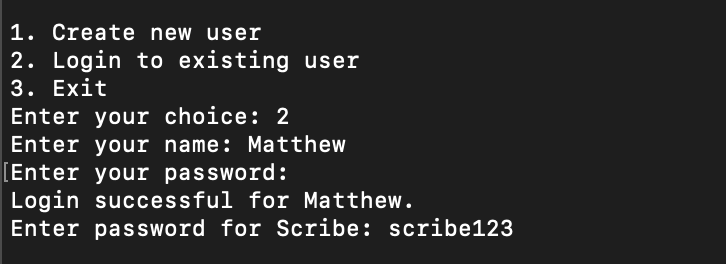 1. Create new user
2. Login to existing user
3. Exit
Enter your choice: 2
Enter your name: Matthew
[Enter your password:
Login successful for Matthew.
Enter password for Scribe: scribe123